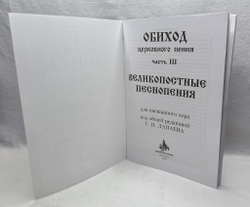 ОБИХОД
церковного пения
часть III
ВЕЛИКОПОСТНЫЕ
ПЕСНОПЕНИЯ
для смешанного хора
под общей редакцией
Г. Н. ЛАПАЕВА